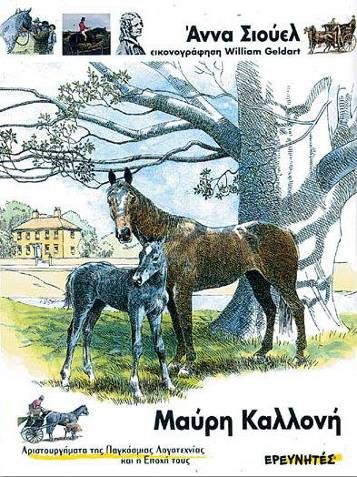 Άννα Σιούελ
εικονογράφηση William Geldart
Μαύρη Καλλονή
Αριστουργήματα της Παγκόσμιας Λογοτεχνίας
και η Εποχή τους
ΕΡΕΥΝΗΤΕΣ